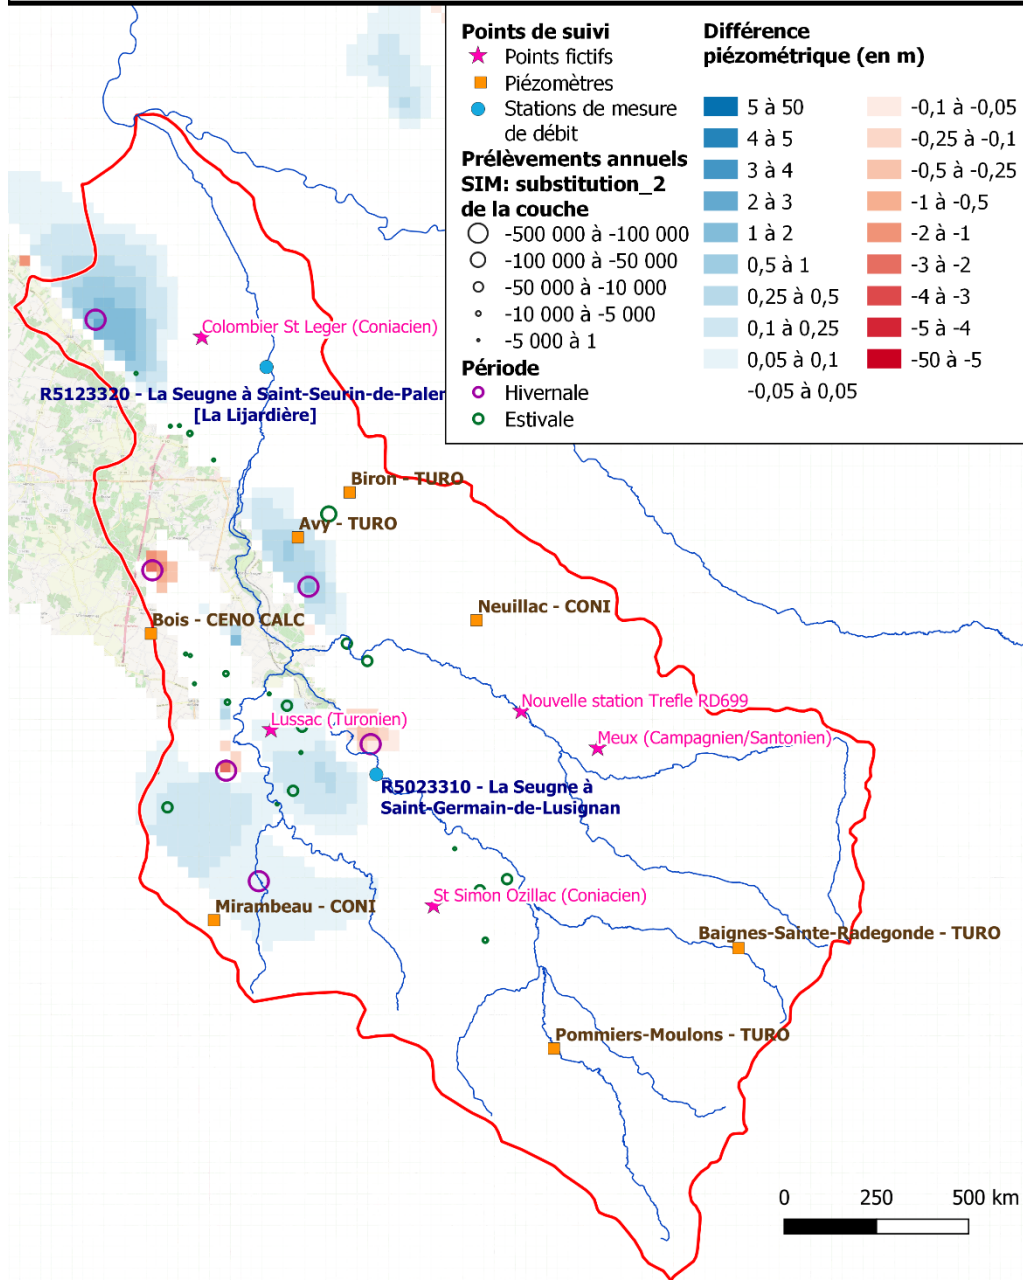 Points de suivi
Points fictifs
Piézomètres
Stations de mesure
de débit
Prélèvements annuels
SIM: substitution_2
de la couche
-500 000 à -100 000
-100 000 à -50 000
-50 000 à -10 000
-10 000 à -5 000
-5 000 à 1
Période
Hivernale
Estivale
Différence
piézométrique (en m)
5 à 50
4 à 5
3 à 4
2 à 3
1 à 2
0,5 à 1
0,25 à 0,5
0,1 à 0,25
0,05 à 0,1
-0,05 à 0,05
-0,1 à -0,05
-0,25 à -0,1
-0,5 à -0,25
-1 à -0,5
-2 à -1
-3 à -2
-4 à -3
-5 à -4
-50 à -5
Colombier St Leger (Coniacien)
R5123320 - La Seugne à Saint-Seurin-de-Paler
[La Lijardière]
Biron - TURO
Avy - TURO
Neuillac - CONI
Bois - CENO CALC
Nouvelle station Trefle RD699
Lussac (Turonien)
Meux (Campagnien/Santonien)
R5023310 - La Seugne à
Saint-Germain-de-Lusignan
St Simon Ozillac (Coniacien)
Mirambeau - CONI
Baignes-Sainte-Radegonde - TURO
Pommiers-Moulons - TURO
0 250 500 km